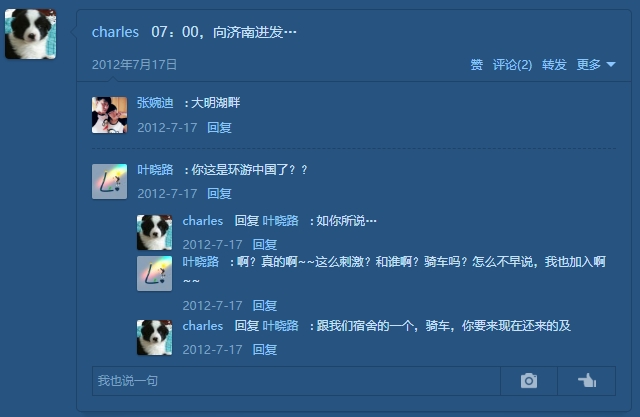 charles 07：00，向济南进发…
2012年7月17日 赞 评论(2) 转发 更多
张婉迪 : 大明湖畔
2012-7-17 回复
叶晓路 : 你这是环游中国了？？
2012-7-17 回复
charles 回复 叶晓路 : 如你所说…
2012-7-17 回复
叶晓路 : 啊？真的啊~~这么刺激？和谁啊？骑车吗？怎么不早说，我也加入啊
~~
2012-7-17 回复
charles 回复 叶晓路 : 跟我们宿舍的一个，骑车，你要来现在还来的及
2012-7-17 回复
我也说一句